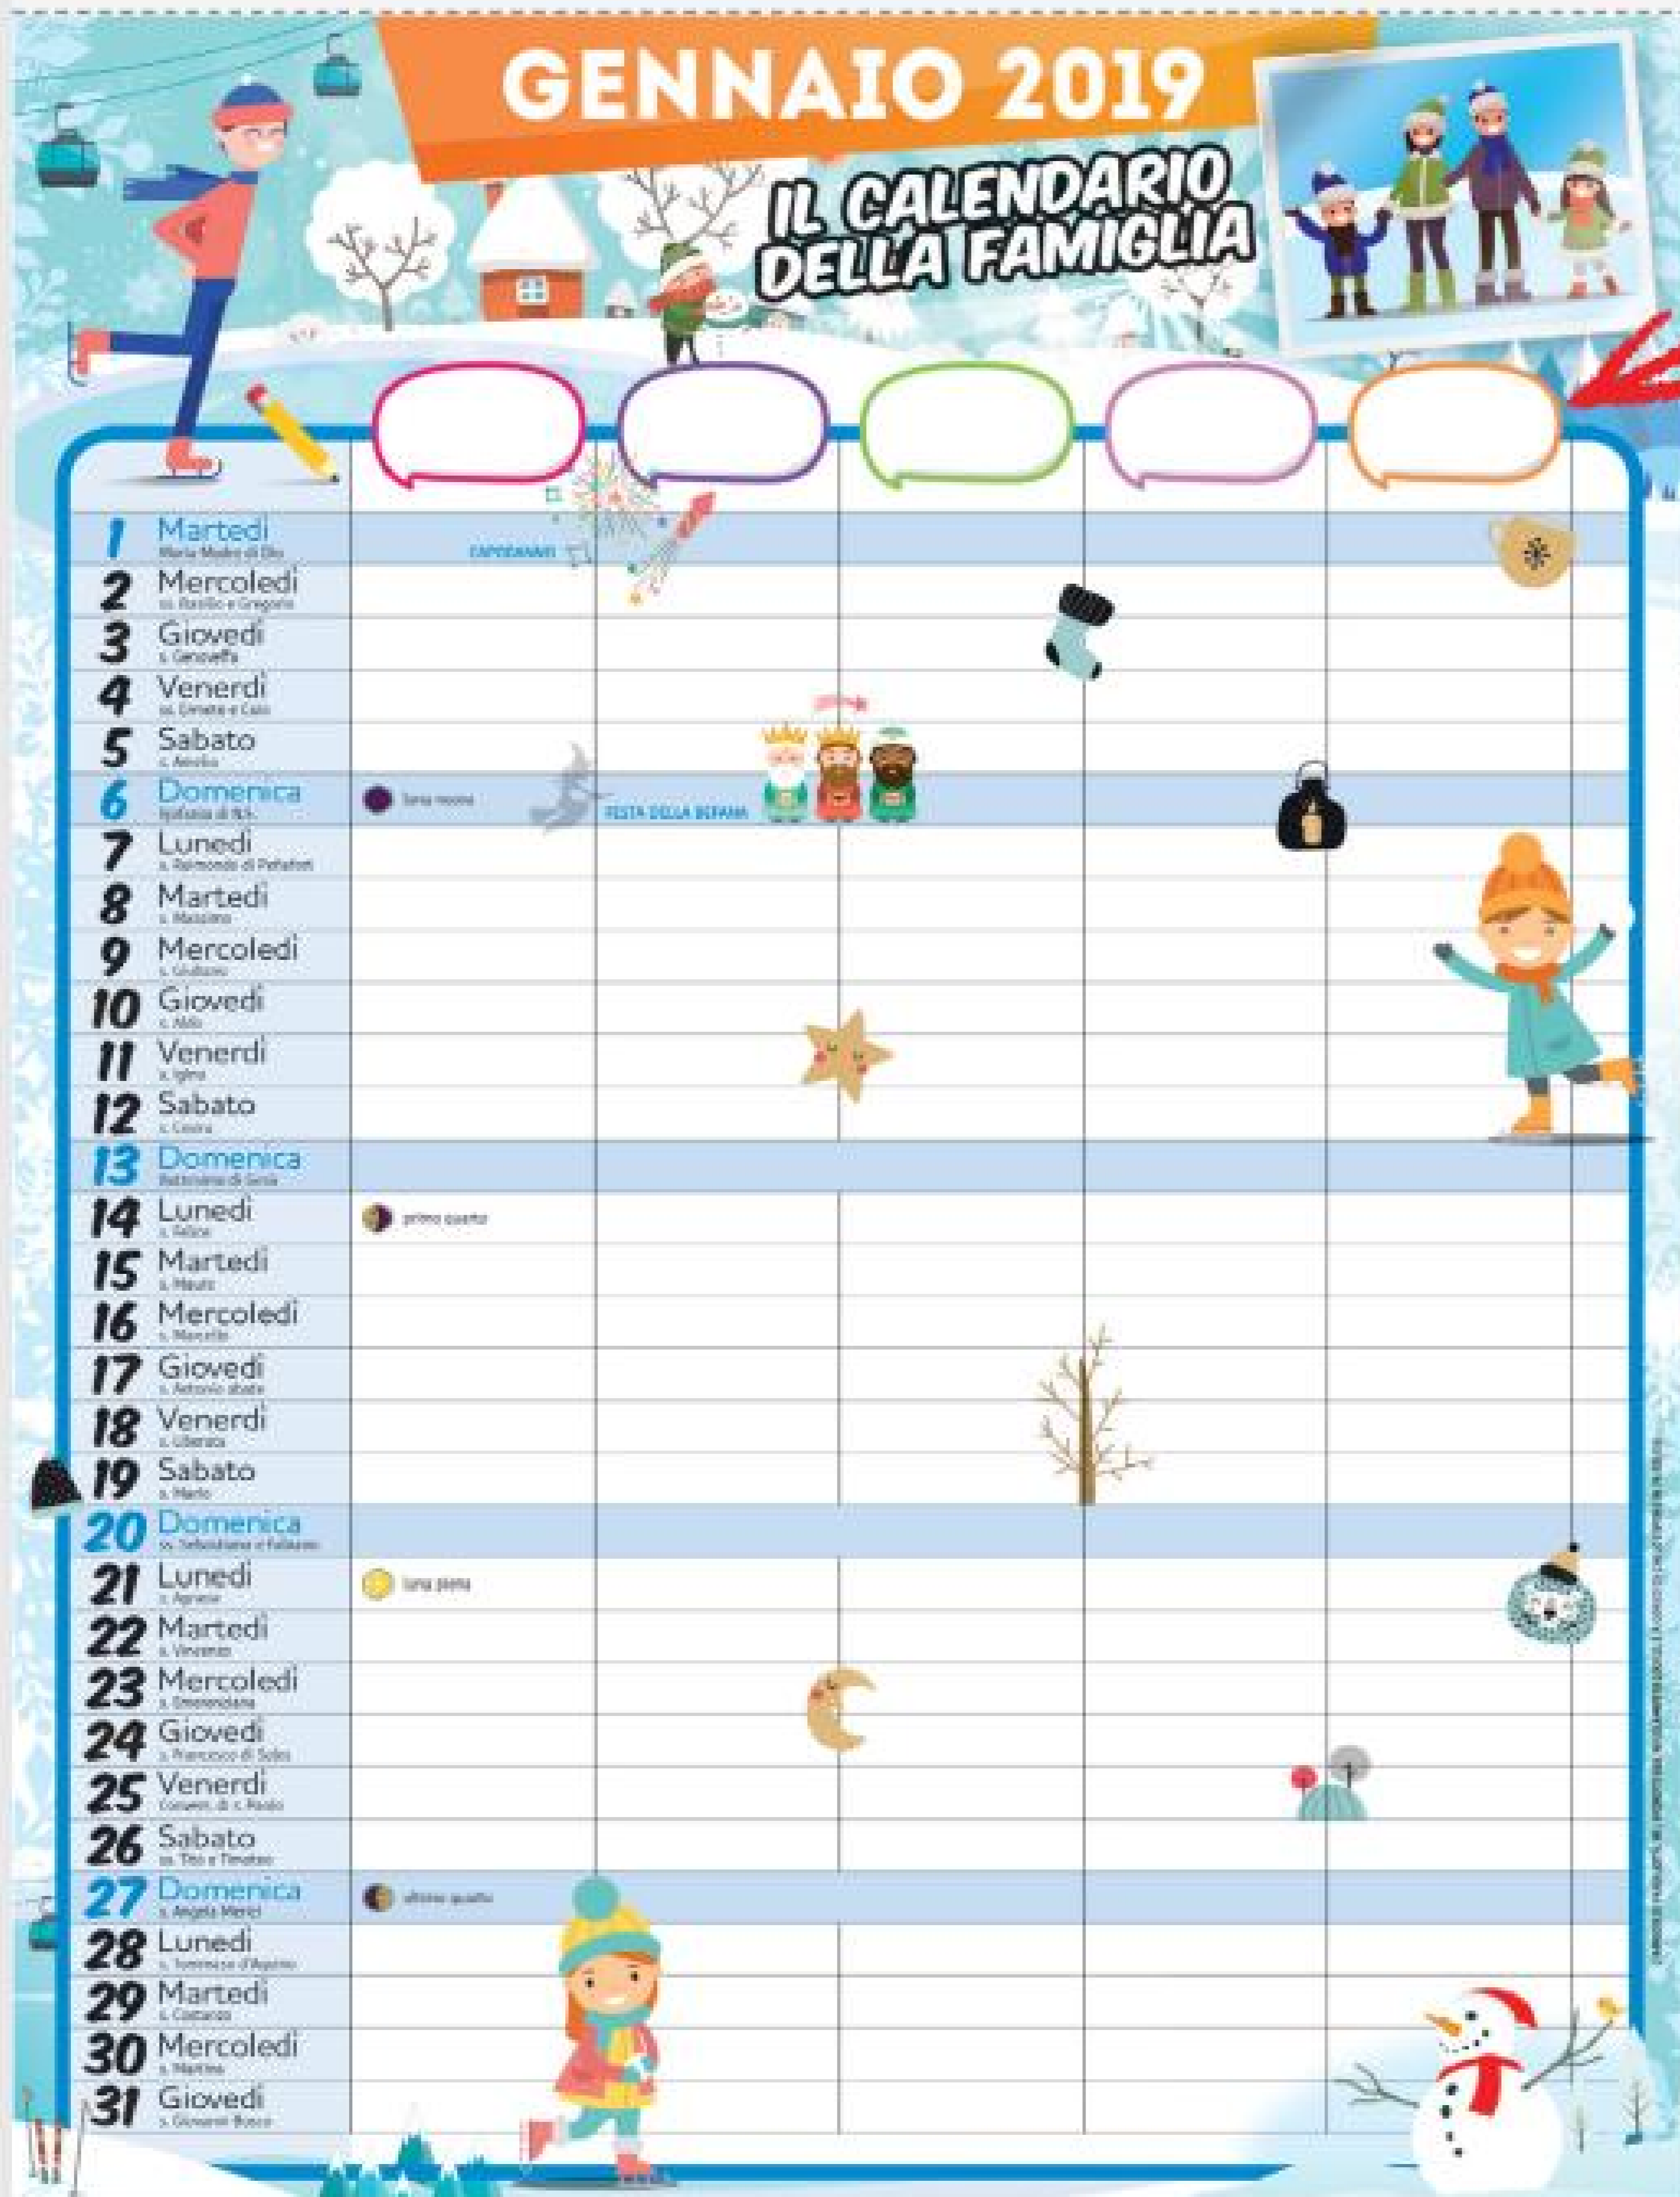 GENNAIO 2019
IL CALENDARIO
DELLA FAMIGLIA
1 Martedì
Maria Madre di Dio
CAPODANNO
2 Mercoledì
ss. Basilio e Gregorio
3 Giovedì
s. Genoveffa
4 Venerdì
5 Sabato
s. Amelia
6 Domenica
Epifania di N.S.
luna nuova
FESTA DELLA BEFANA
7 Lunedì
s. Raimondo di Peñafort
8 Martedì
s. Massimo
9 Mercoledì
s. Giuliano
10 Giovedì
s. Aldo
11 Venerdì
s. Igino
12 Sabato
13 Domenica
Battesimo di Gesù
14 Lunedì
s. Felice
primo quarto
15 Martedì
s. Mauro
16 Mercoledì
s. Marcello
17 Giovedì
s. Antonio abate
18 Venerdì
s. Liberata
19 Sabato
s. Mario
20 Domenica
ss. Sebastiano e Fabiano
21 Lunedì
s. Agnese
luna piena
22 Martedì
s. Vincenzo
23 Mercoledì
s. Emerenziana
24 Giovedì
s. Francesco di Sales
25 Venerdì
Convers. di s. Paolo
26 Sabato
ss. Tito e Timoteo
27 Domenica
s. Angela Merici
ultimo quarto
28 Lunedì
s. Tommaso d'Aquino
29 Martedì
s. Costanzo
30 Mercoledì
s. Martina
31 Giovedì
s. Giovanni Bosco